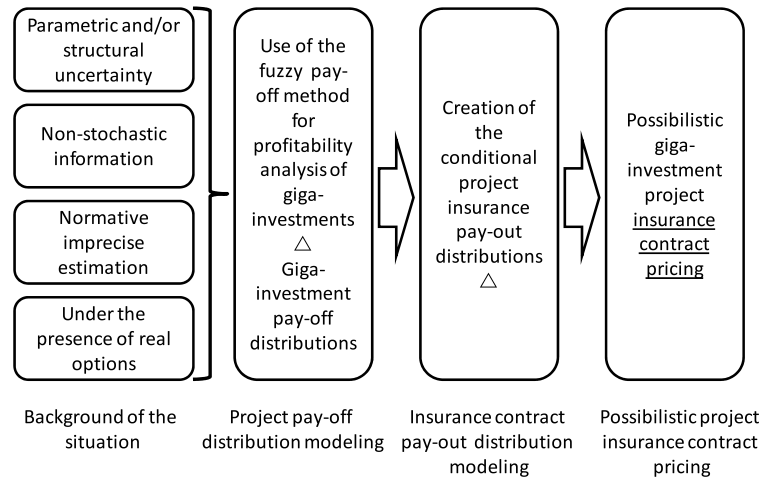 Parametric and/or
structural
uncertainty
Non-stochastic
information
Normative
imprecise
estimation
Under the
presence of real
options
Use of the
fuzzy pay-
off method
for
profitability
analysis of
giga-
investments
△
Giga-
investment
pay-off
distributions
Creation of
the
conditional
project
insurance
pay-out
distributions
△
Possibilistic
giga-
investment
project
insurance
contract
pricing
Background of the
situation
Project pay-off
distribution modeling
Insurance contract
pay-out distribution
modeling
Possibilistic project
insurance contract
pricing